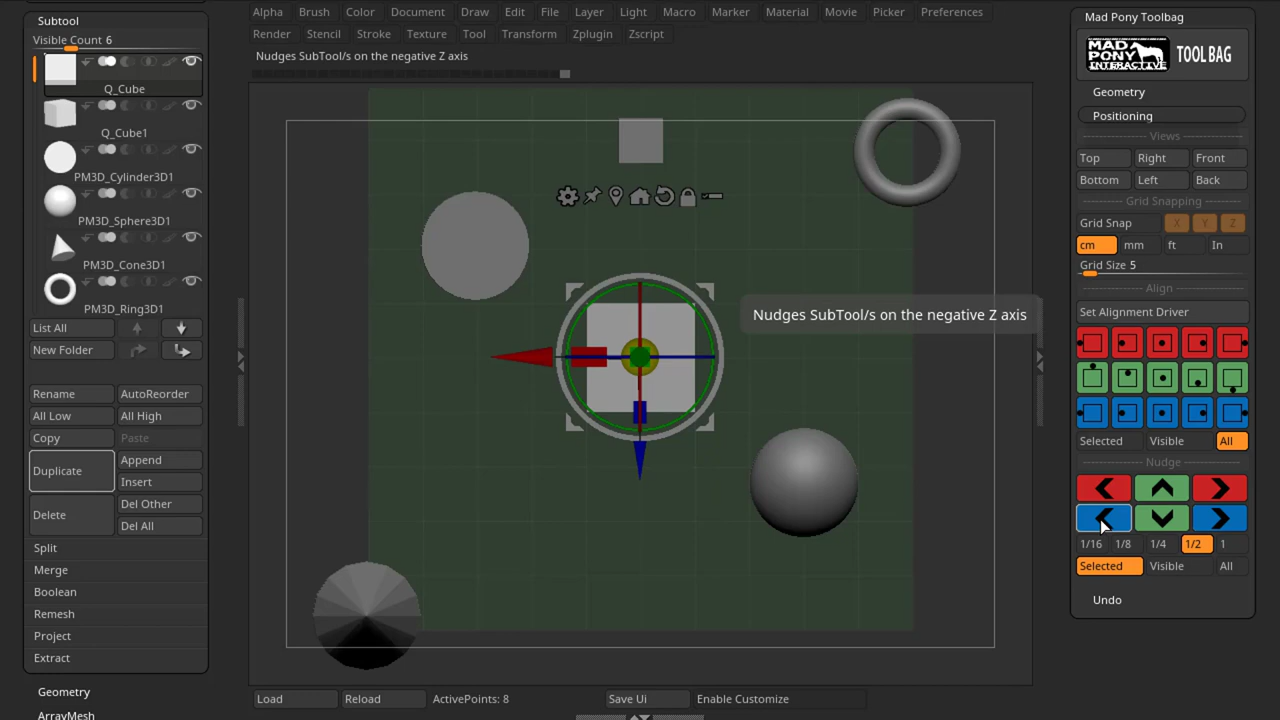 Subtool
Visible Count 6
Q_Cube
Q_Cube1
PM3D_Cylinder3D1
PM3D_Sphere3D1
PM3D_Cone3D1
PM3D_Ring3D1
List All
New Folder
Rename AutoReorder
All Low All High
Copy Paste
Duplicate Append
Insert
Delete Del Other
Del All
Split
Merge
Boolean
Remesh
Project
Extract
Geometry
ArrayMesh
Alpha Brush Color Document Draw Edit File Layer Light Macro Marker Material Movie Picker Preferences
Render Stencil Stroke Texture Tool Transform Zplugin Zscript
Nudges SubTool/s on the negative Z axis
Nudges SubTool/s on the negative Z axis
Load Reload ActivePoints: 8 Save Ui Enable Customize
Mad Pony Toolbag
MAD PONY INTERACTIVE TOOL BAG
Geometry
Positioning
Views
Top Right Front
Bottom Left Back
Grid Snapping
Grid Snap X Y Z
cm mm ft In
Grid Size 5
Align
Set Alignment Driver
Selected Visible All
Nudge
1/16 1/8 1/4 1/2 1
Selected Visible All
Undo